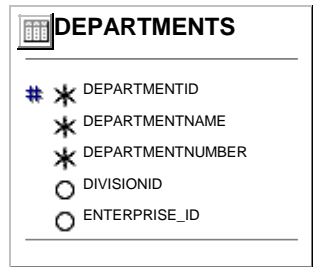 DEPARTMENTS
# * DEPARTMENTID
* DEPARTMENTNAME
* DEPARTMENTNUMBER
DIVISIONID
ENTERPRISE_ID